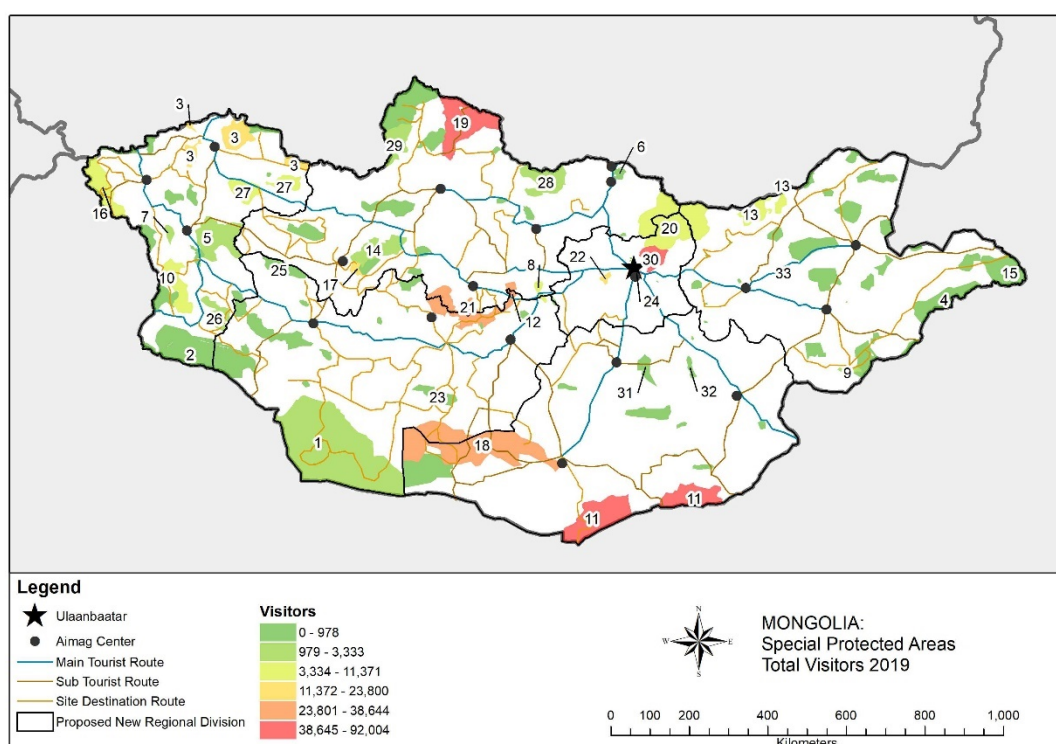 3
19
3
6
29
3
28
13
27
27
13
16
20
7
5
14
8
22
30
33
10
25
17
24
15
21
4
12
26
2
31
32
9
23
1
18
11
11
Legend
Ulaanbaatar
Aimag Center
Main Tourist Route
Sub Tourist Route
Site Destination Route
Proposed New Regional Division
Visitors
0 - 978
979 - 3,333
3,334 - 11,371
11,372 - 23,800
23,801 - 38,644
38,645 - 92,004
N
W E
S
MONGOLIA:
Special Protected Areas
Total Visitors 2019
0 100 200 400 600 800 1,000
Kilometers